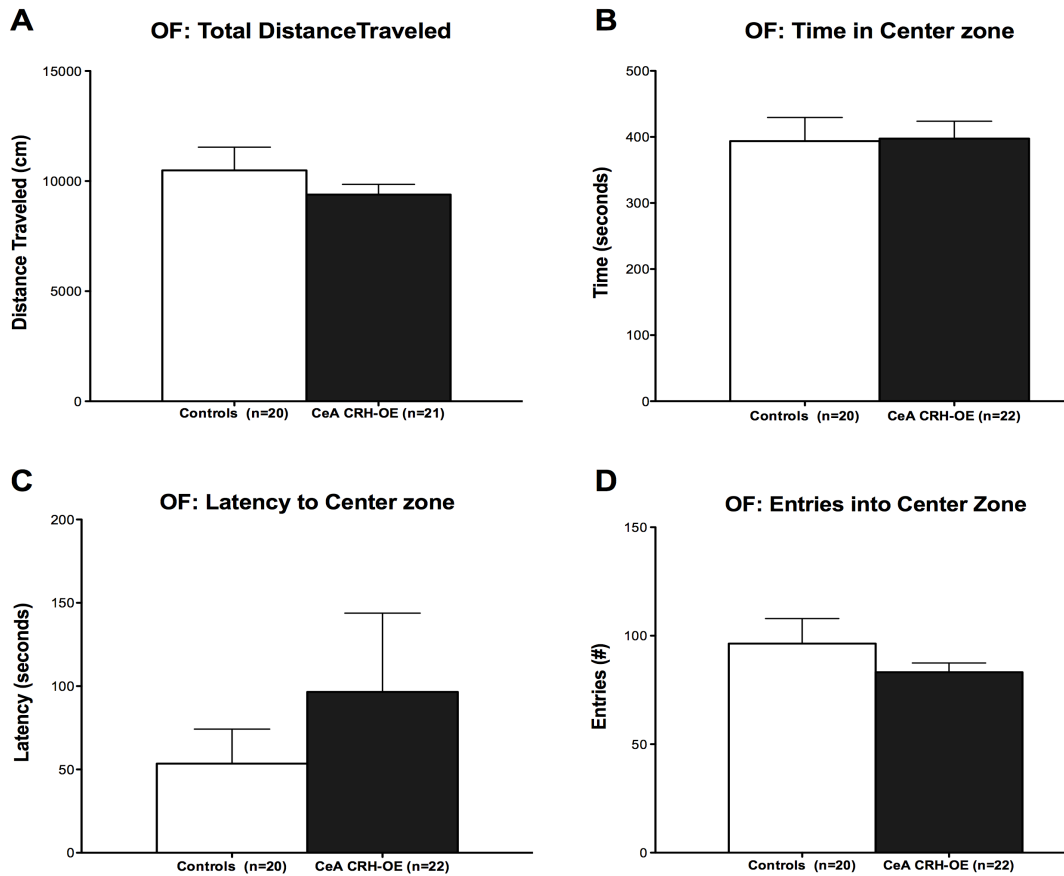 A
OF: Total DistanceTraveled
Distance Traveled (cm)
15000
10000
5000
0
Controls (n=20)
CeA CRH-OE (n=21)
B
OF: Time in Center zone
Time (seconds)
500
400
300
200
100
0
Controls (n=20)
CeA CRH-OE (n=22)
C
OF: Latency to Center zone
Latency (seconds)
200
150
100
50
0
Controls (n=20)
CeA CRH-OE (n=22)
D
OF: Entries into Center Zone
Entries (#)
150
100
50
0
Controls (n=20)
CeA CRH-OE (n=22)